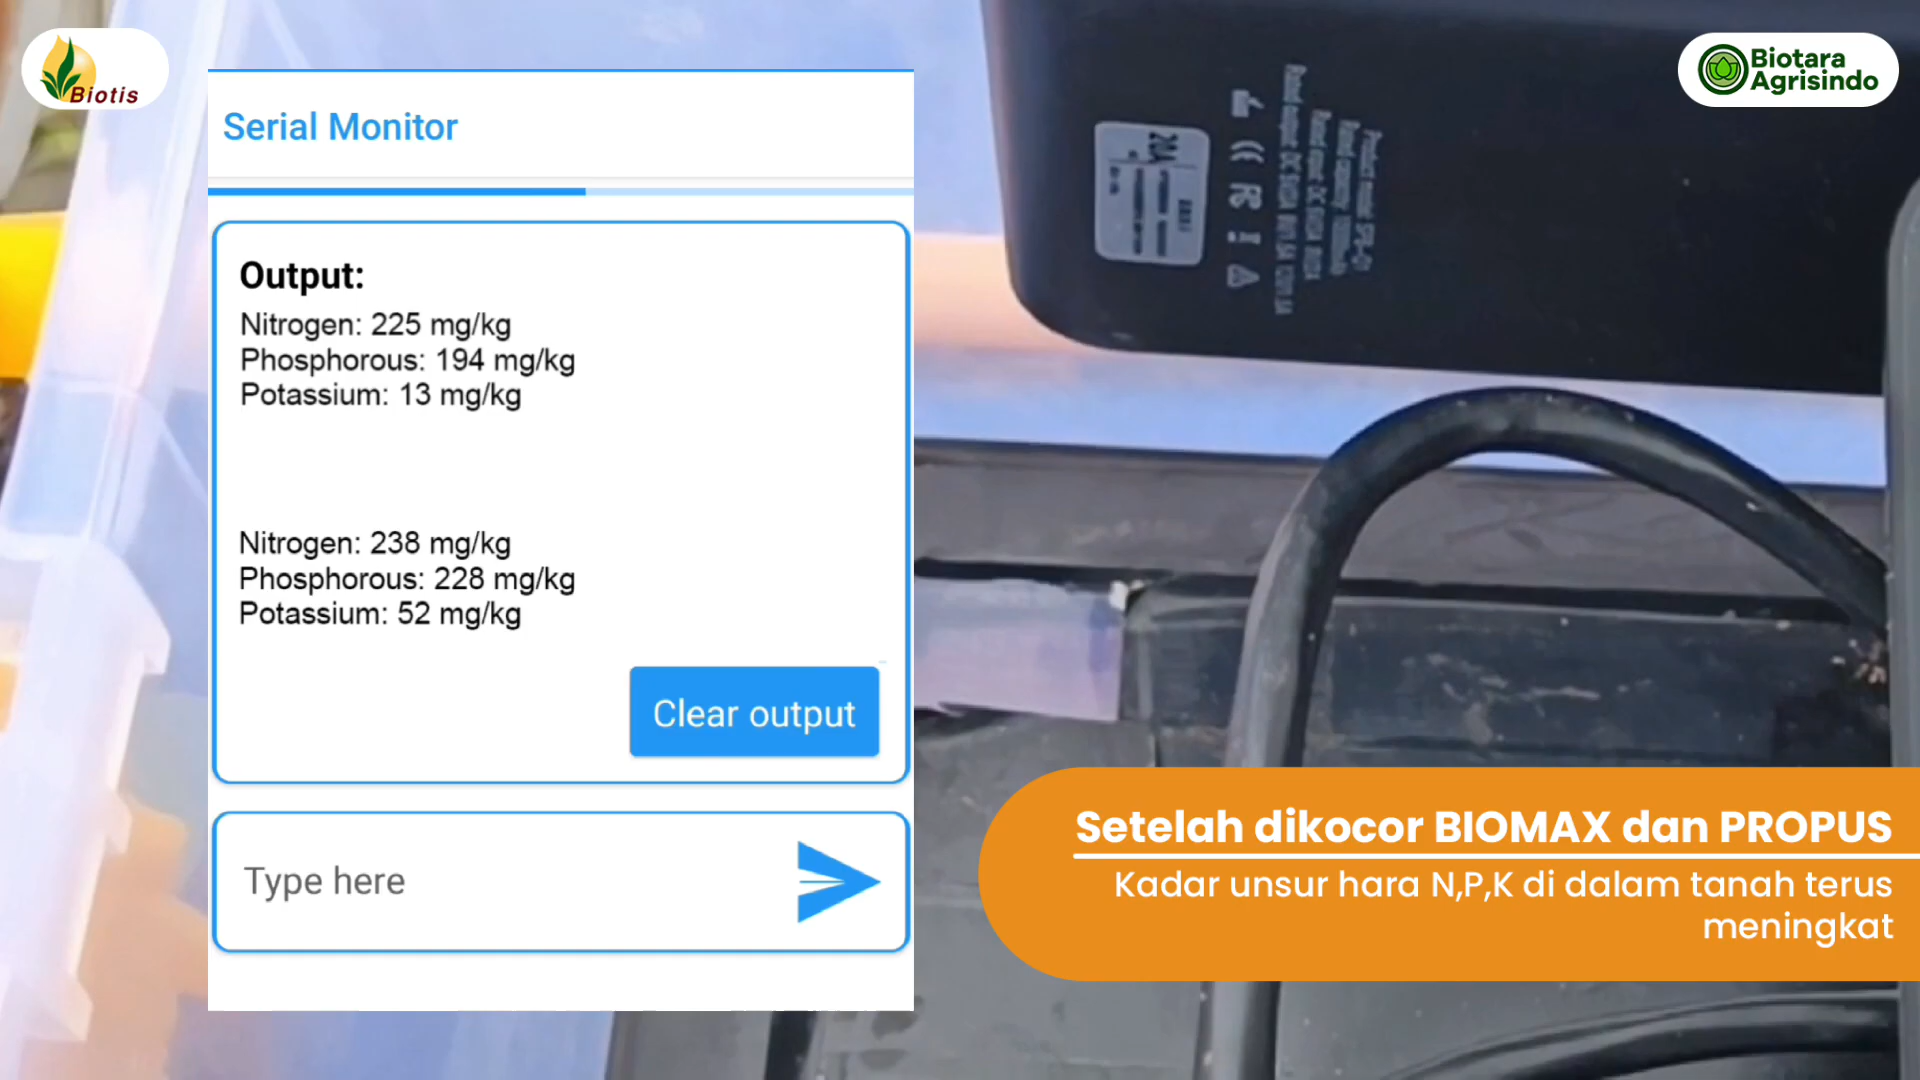 Biotis
Biotara
Agrisindo
Serial Monitor
Output:
Nitrogen: 225 mg/kg
Phosphorous: 194 mg/kg
Potassium: 13 mg/kg
Nitrogen: 238 mg/kg
Phosphorous: 228 mg/kg
Potassium: 52 mg/kg
Clear output
Type here
Setelah dikocor BIOMAX dan PROPUS
Kadar unsur hara N,P,K di dalam tanah terus
meningkat